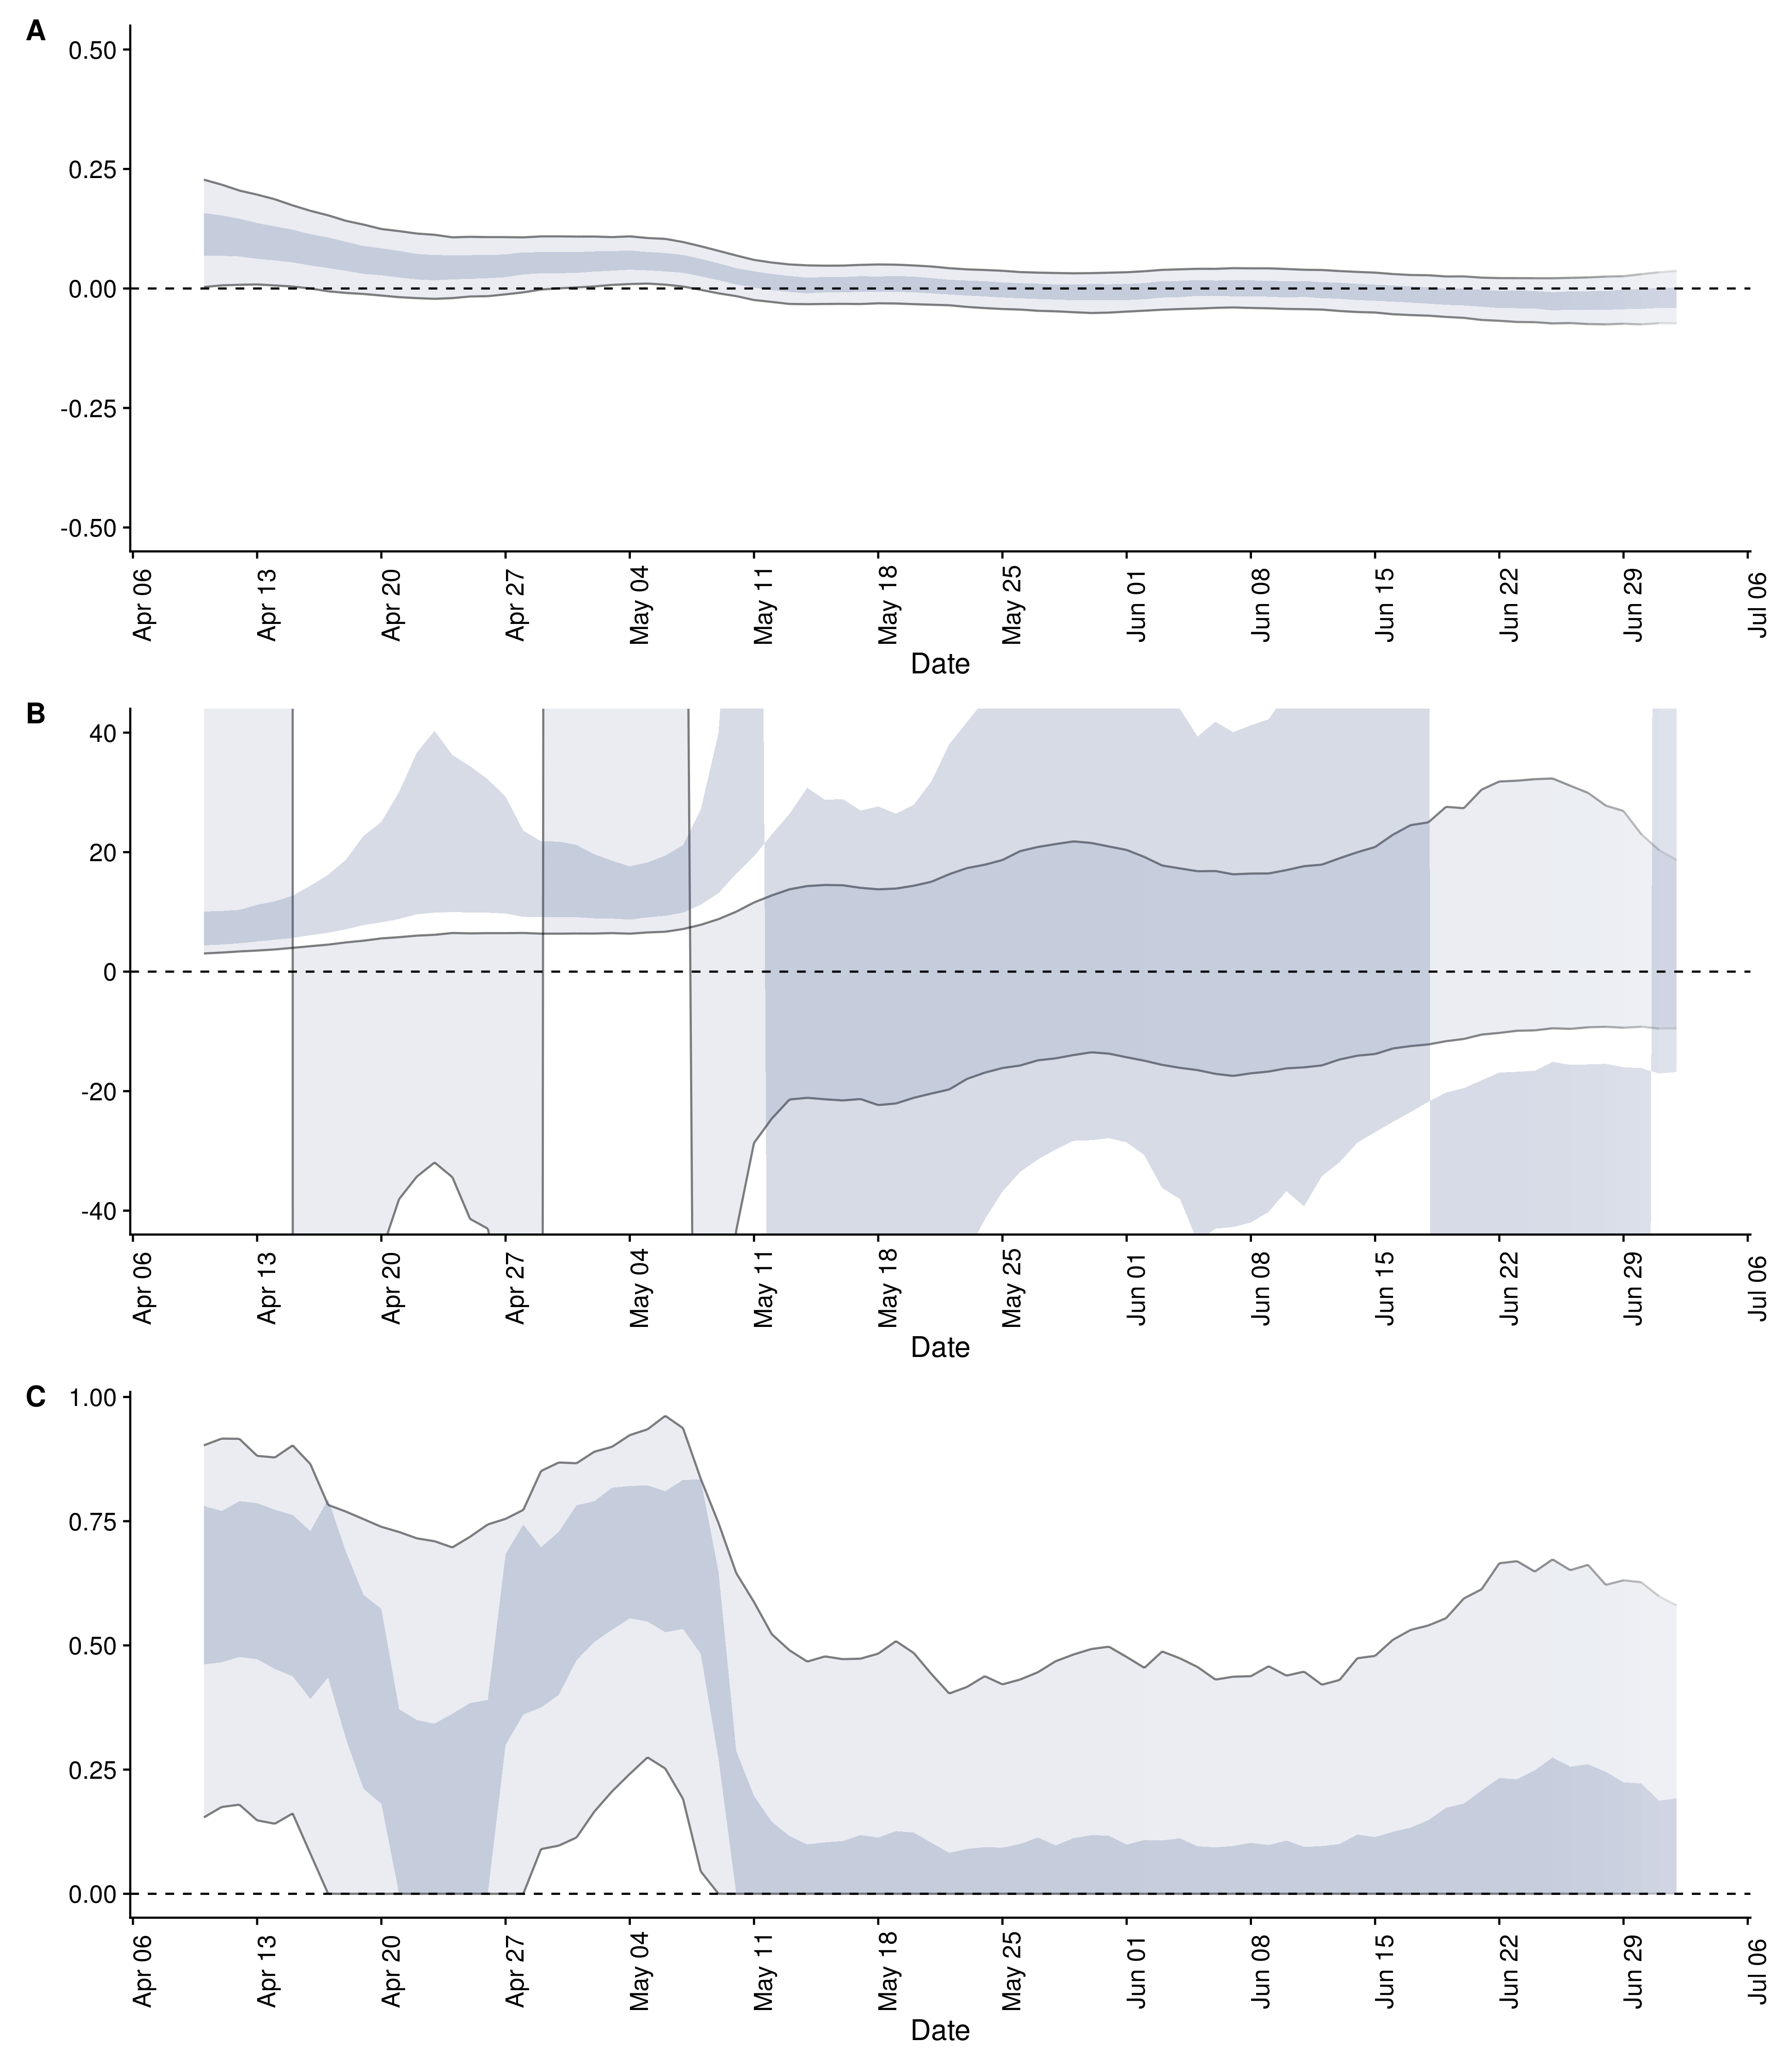 A
0.50
0.25
0.00
-0.25
-0.50
Apr 06
Apr 13
Apr 20
Apr 27
May 04
May 11
May 18
May 25
Jun 01
Jun 08
Jun 15
Jun 22
Jun 29
Jul 06
Date
B
40
20
0
-20
-40
Apr 06
Apr 13
Apr 20
Apr 27
May 04
May 11
May 18
May 25
Jun 01
Jun 08
Jun 15
Jun 22
Jun 29
Jul 06
Date
C
1.00
0.75
0.50
0.25
0.00
Apr 06
Apr 13
Apr 20
Apr 27
May 04
May 11
May 18
May 25
Jun 01
Jun 08
Jun 15
Jun 22
Jun 29
Jul 06
Date